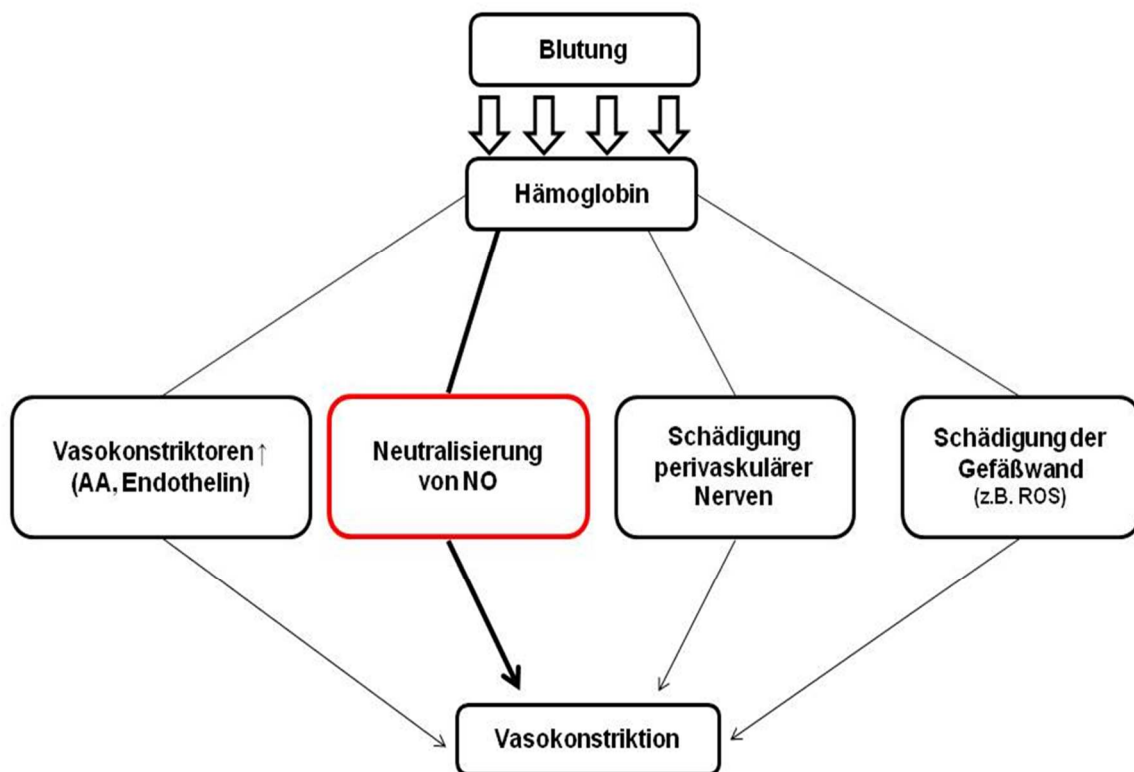 Blutung
Hämoglobin
Vasokonstriktoren ↑
(AA, Endothelin)
Neutralisierung
von NO
Schädigung
perivaskulärer
Nerven
Schädigung der
Gefäßwand
(z.B. ROS)
Vasokonstriktion